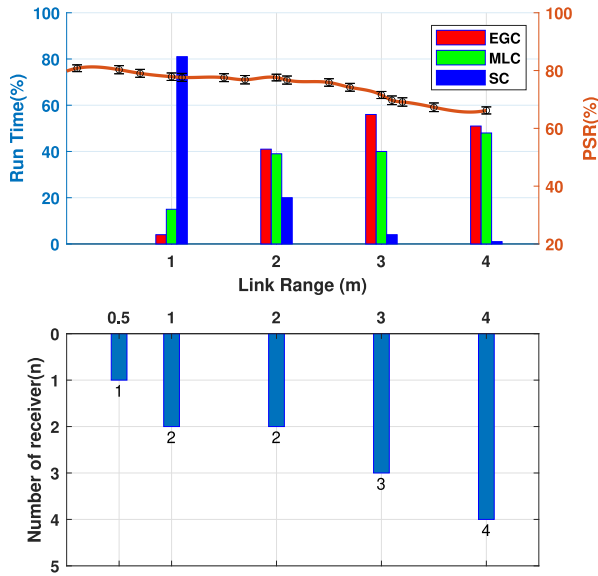 100
80
60
40
20
0
Run Time(%)
EGC
MLC
SC
100
80
60
40
20
PSR(%)
1 2 3 4
Link Range (m)
0.5 1 2 3 4
0
1
2
3
4
5
Number of receiver(n)
1
2
2
3
4